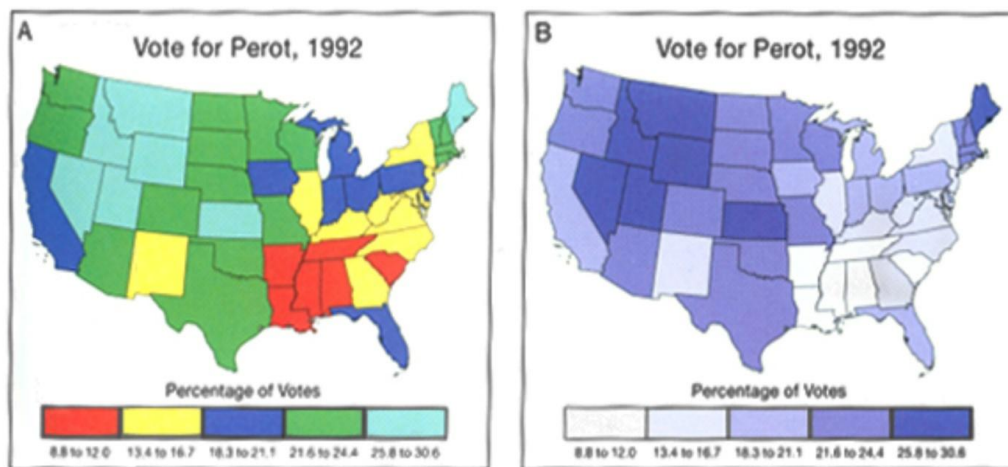 A
Vote for Perot, 1992
Percentage of Votes
8.8 to 12.0 13.4 to 16.7 18.3 to 21.1 21.6 to 24.4 25.8 to 30.6
B
Vote for Perot, 1992
Percentage of Votes
8.8 to 12.0 13.4 to 16.7 18.3 to 21.1 21.6 to 24.4 25.8 to 30.6